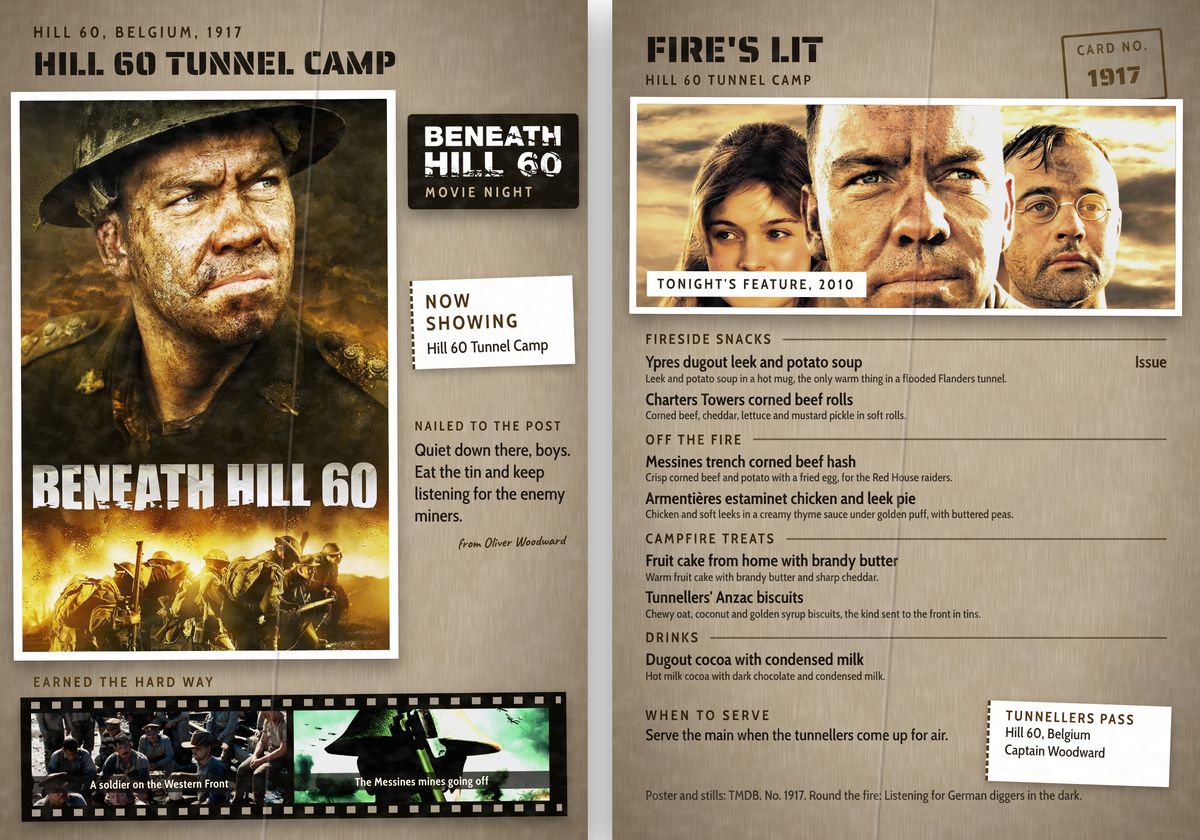 HILL 60, BELGIUM, 1917
HILL 60 TUNNEL CAMP
BENEATH
HILL 60
MOVIE NIGHT
NOW
SHOWING
Hill 60 Tunnel Camp
NAILED TO THE POST
Quiet down there, boys.
Eat the tin and keep
listening for the enemy
miners.
from Oliver Woodward
BENEATH HILL 60
EARNED THE HARD WAY
A soldier on the Western Front
The Messines mines going off
FIRE'S LIT
HILL 60 TUNNEL CAMP
CARD NO.
1917
TONIGHT'S FEATURE, 2010
FIRESIDE SNACKS
Ypres dugout leek and potato soup Issue
Leek and potato soup in a hot mug, the only warm thing in a flooded Flanders tunnel.
Charters Towers corned beef rolls
Corned beef, cheddar, lettuce and mustard pickle in soft rolls.
OFF THE FIRE
Messines trench corned beef hash
Crisp corned beef and potato with a fried egg, for the Red House raiders.
Armentières estaminet chicken and leek pie
Chicken and soft leeks in a creamy thyme sauce under golden puff, with buttered peas.
CAMPFIRE TREATS
Fruit cake from home with brandy butter
Warm fruit cake with brandy butter and sharp cheddar.
Tunnellers' Anzac biscuits
Chewy oat, coconut and golden syrup biscuits, the kind sent to the front in tins.
DRINKS
Dugout cocoa with condensed milk
Hot milk cocoa with dark chocolate and condensed milk.
WHEN TO SERVE
Serve the main when the tunnellers come up for air.
TUNNELLERS PASS
Hill 60, Belgium
Captain Woodward
Poster and stills: TMDB. No. 1917. Round the fire: Listening for German diggers in the dark.